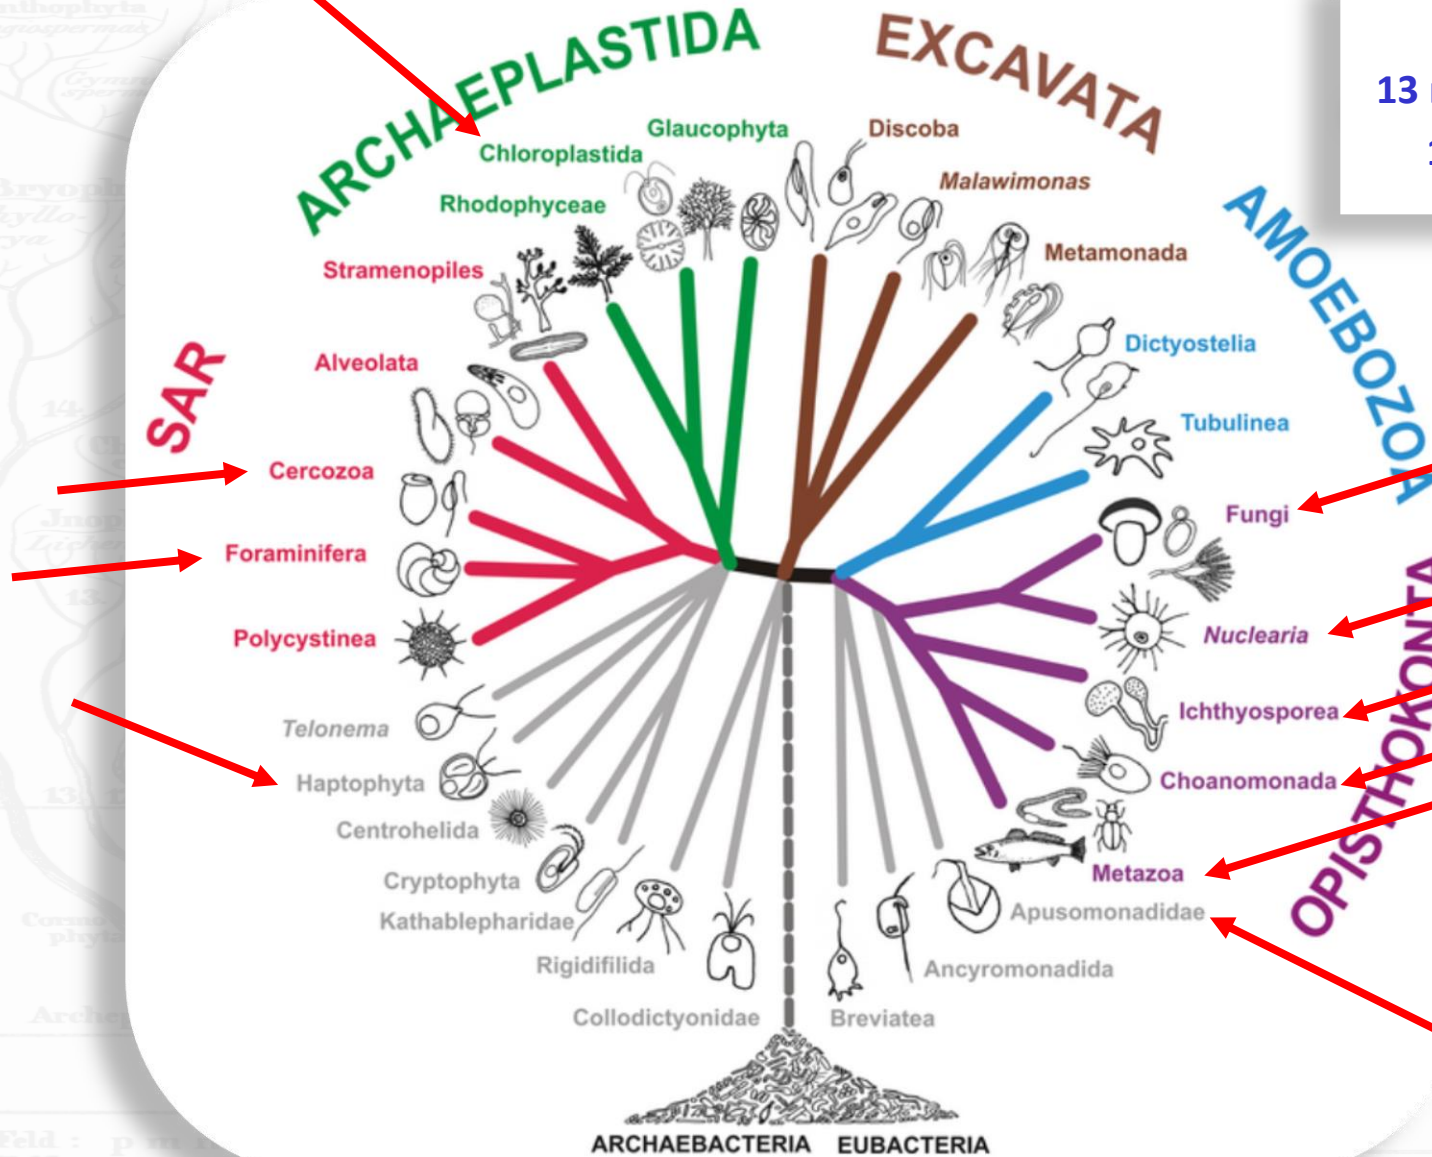 ARCHAEPLASTIDA
EXCAVATA
13
AMOEBOZOA
Glaucophyta
Discoba
Chloroplastida
Malawimonas
Rhodophyceae
Metamonada
Stramenopiles
SAR
Dictyostelia
Alveolata
Tubulinea
Cercozoa
Fungi
Foraminifera
OPISTHOKONTA
Polycystinea
Nuclearia
Ichthyosporea
Telonema
Haptophyta
Choanomonada
Centrohelida
Metazoa
Cryptophyta
Apusomonadidae
Kathablepharidae
Rigidifilida
Ancyromonadida
Collodictyonidae
Breviatea
ARCHAEBACTERIA EUBACTERIA